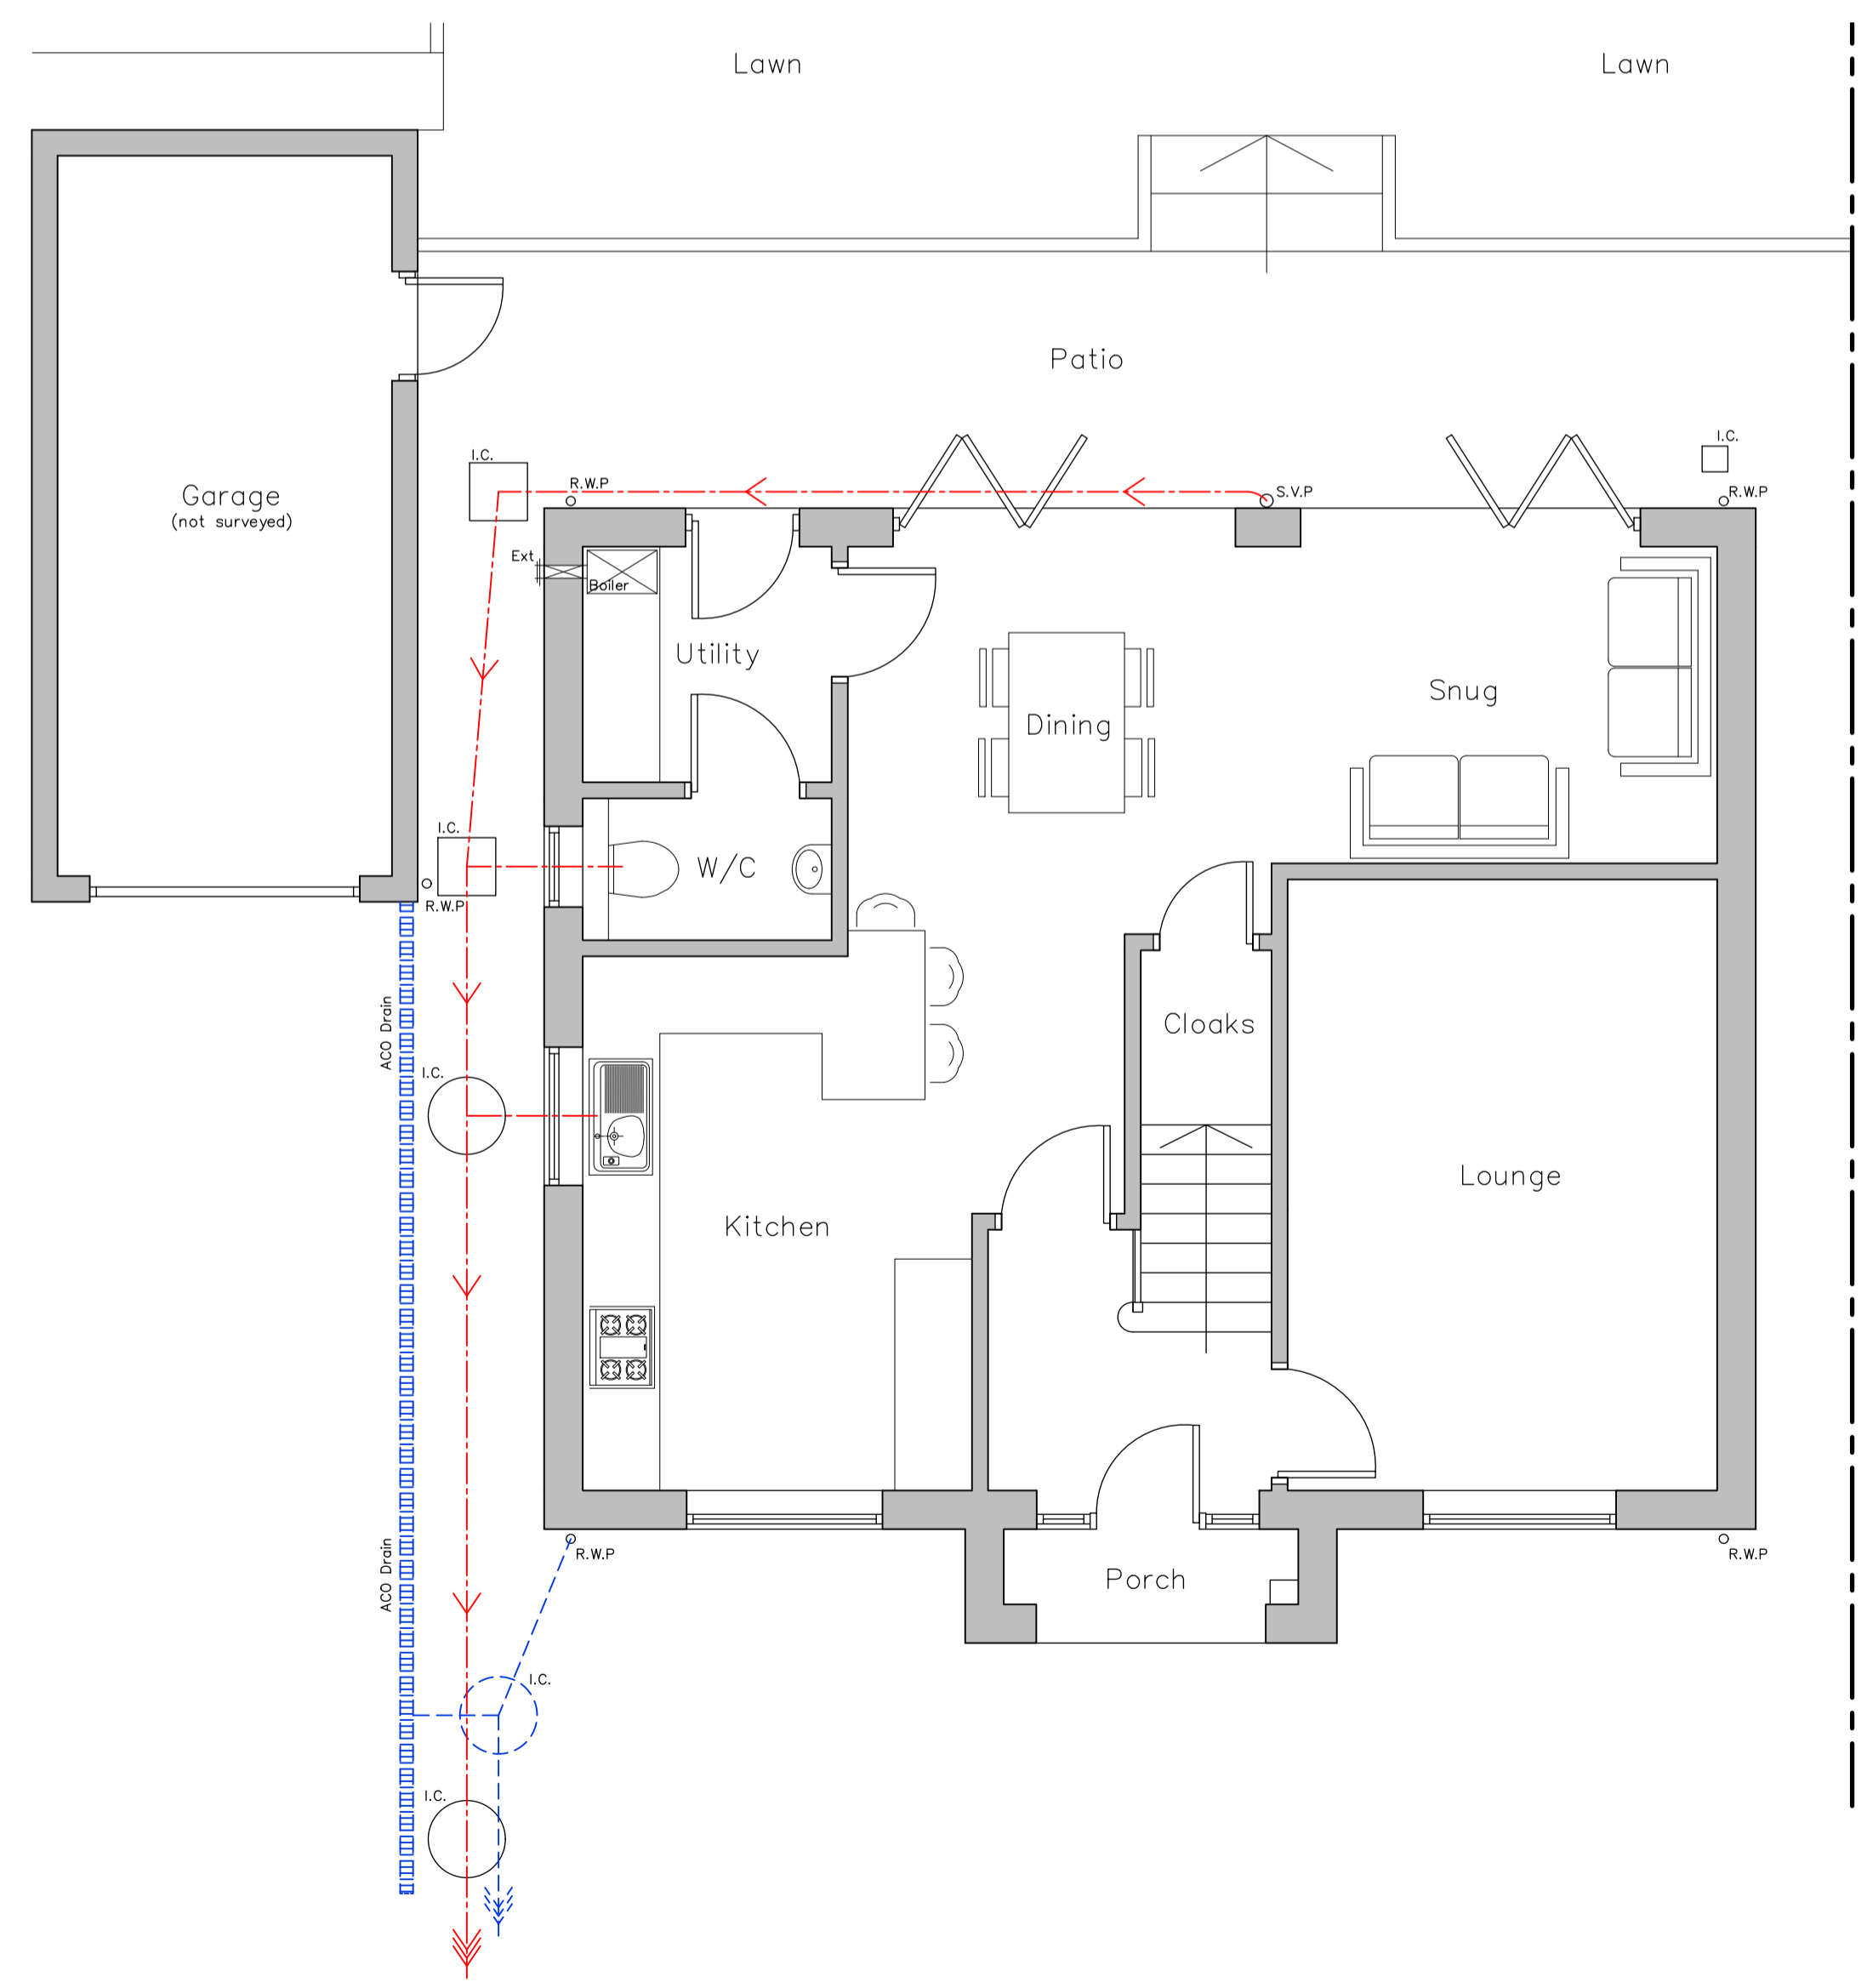 Lawn
Lawn
Patio
I.C.
I.C.
R.W.P
S.V.P
R.W.P
Garage
(not surveyed)
Ext
Boiler
Utility
Snug
Dining
I.C.
W/C
R.W.P
ACO Drain
Cloaks
I.C.
Lounge
Kitchen
ACO Drain
R.W.P
R.W.P
Porch
I.C.
I.C.